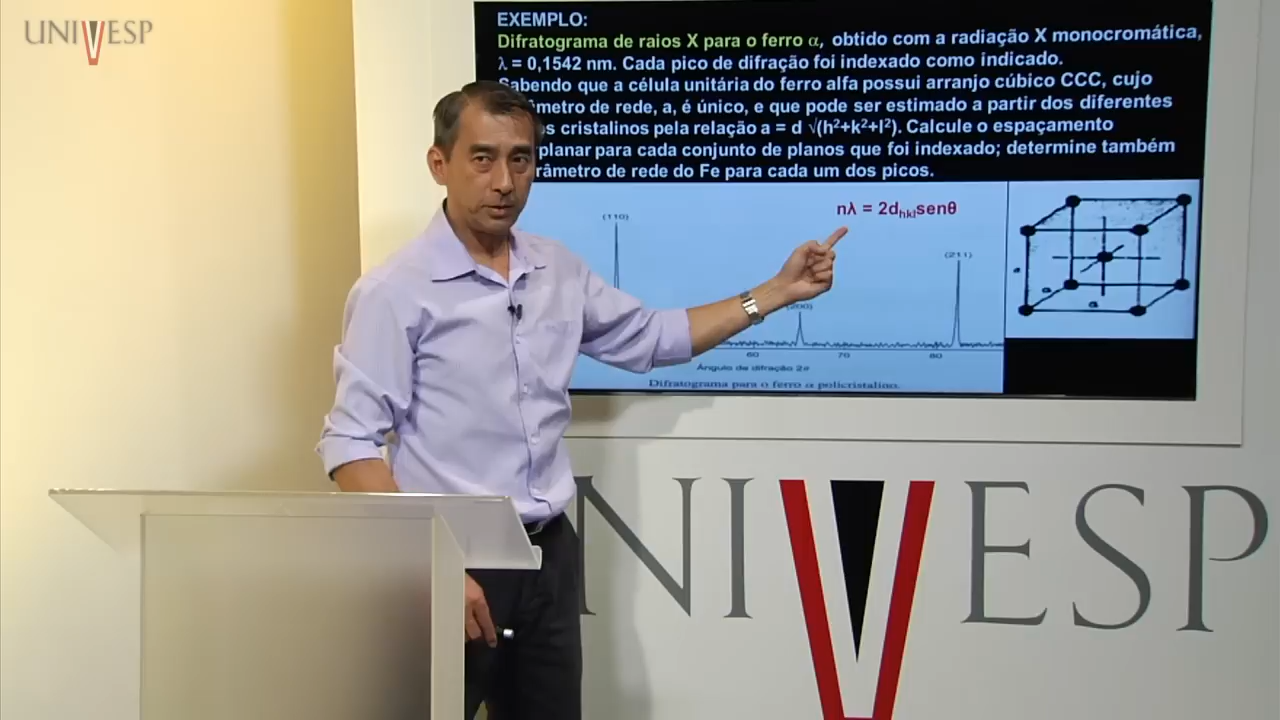 UNIVESP
EXEMPLO:
Difratograma de raios X para o ferro α, obtido com a radiação X monocromática,
λ = 0,1542 nm. Cada pico de difração foi indexado como indicado.
Sabendo que a célula unitária do ferro alfa possui arranjo cúbico CCC, cujo
metro de rede, a, é único, e que pode ser estimado a partir dos diferentes
s cristalinos pela relação a = d √(h²+k²+l²). Calcule o espaçamento
planar para cada conjunto de planos que foi indexado; determine também
râmetro de rede do Fe para cada um dos picos.
(110)
nλ = 2dhklsenθ
(211)
(200)
a
a
a
60 70 80
Ângulo de difração 2θ
Difratograma para o ferro α policristalino.
NIVESP